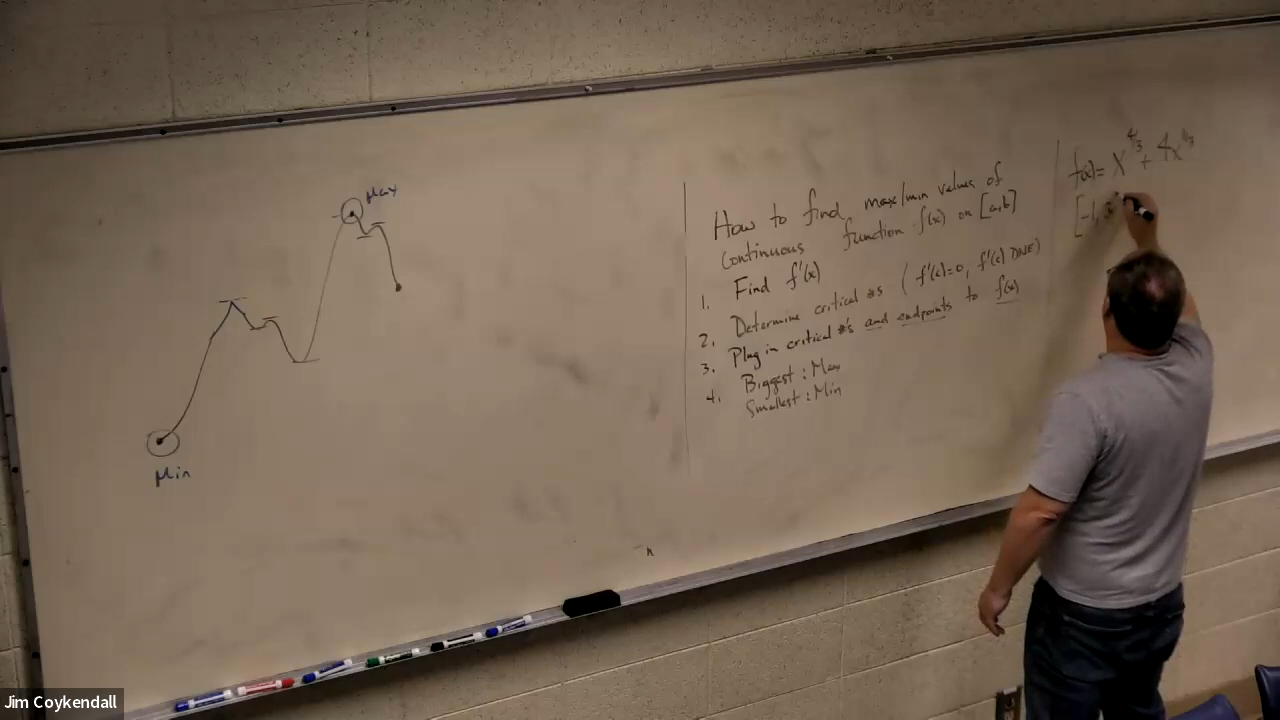 Max
Min
How to find max/min values of
continuous function f(x) on [a,b]
1. Find f'(x)
2. Determine critical #s ( f'(c)=0, f'(c) DNE)
3. Plug in critical #'s and endpoints to f(x)
4. Biggest : Max
Smallest : Min
f(x)= x^{4/3} + 4x^{1/3}
[-1,
Jim Coykendall